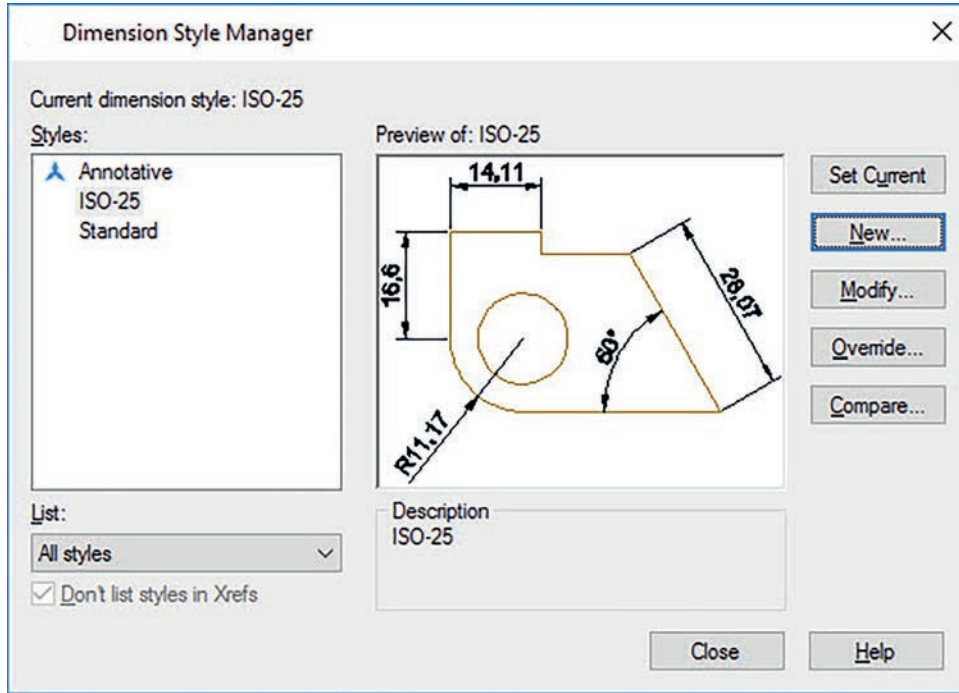 Dimension Style Manager
Current dimension style: ISO-25
Styles:
Annotative
ISO-25
Standard
Preview of: ISO-25
14,11
16,6
28,07
60°
R11,17
Set Current
New...
Modify...
Override...
Compare...
List:
All styles
Don't list styles in Xrefs
Description
ISO-25
Close
Help